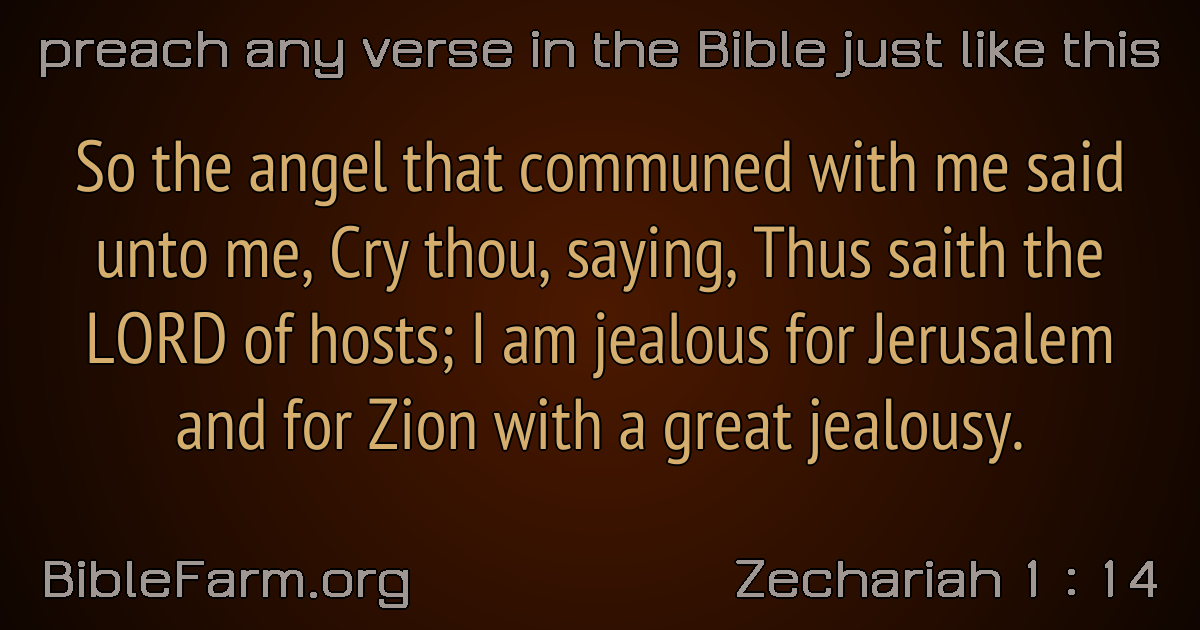 preach any verse in the Bible just like this
So the angel that communed with me said
unto me, Cry thou, saying, Thus saith the
LORD of hosts; I am jealous for Jerusalem
and for Zion with a great jealousy.
BibleFarm.org
Zechariah 1 : 14